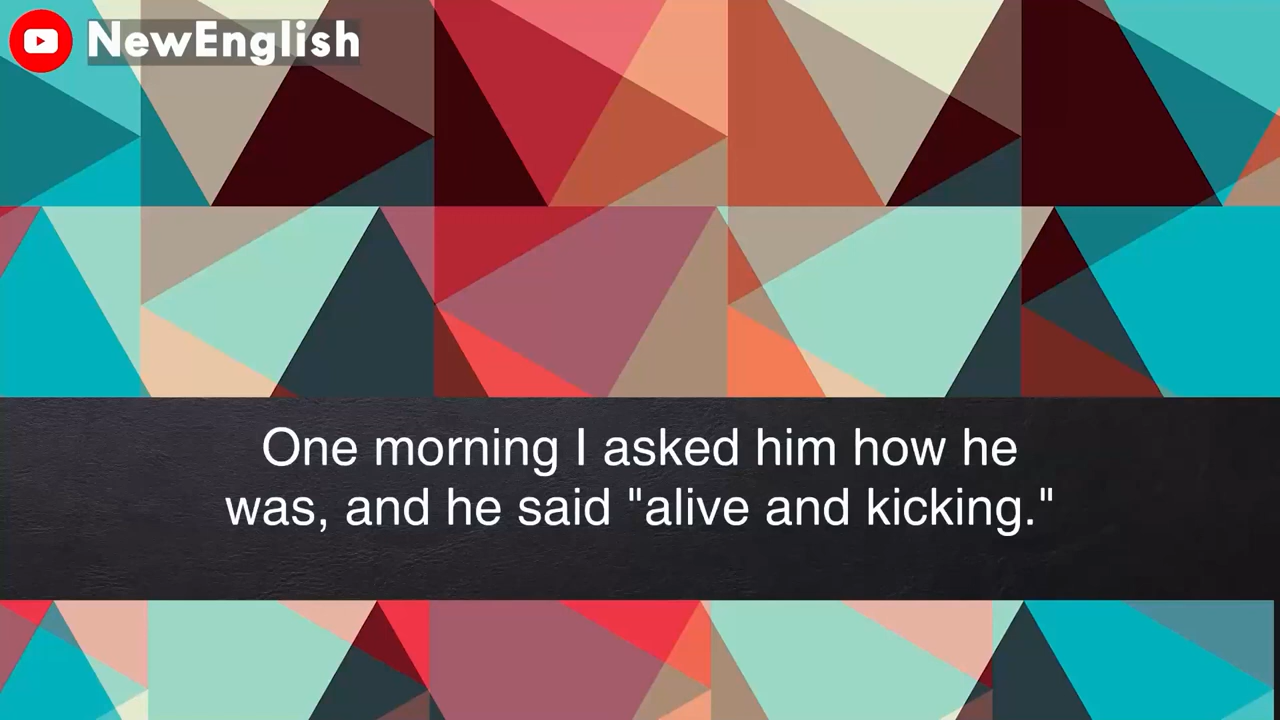 NewEnglish
One morning I asked him how he
was, and he said "alive and kicking."